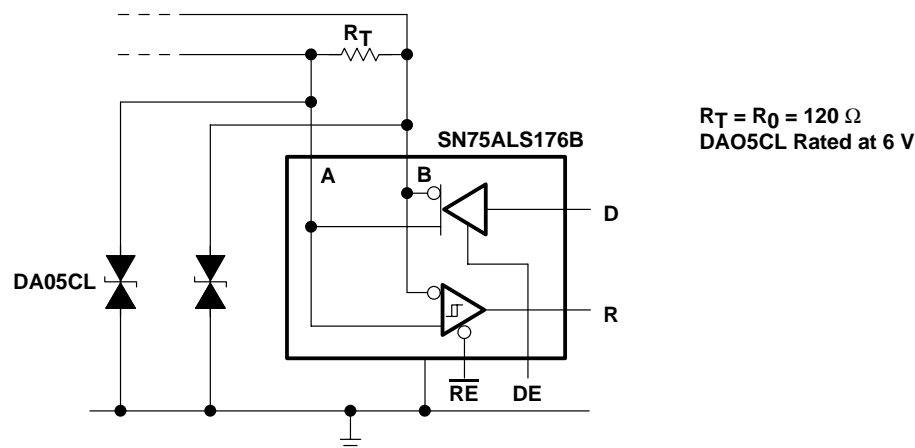 RT
RT = R0 = 120 Ω
DAO5CL Rated at 6 V
SN75ALS176B
A
B
D
DA05CL
R
RE
DE